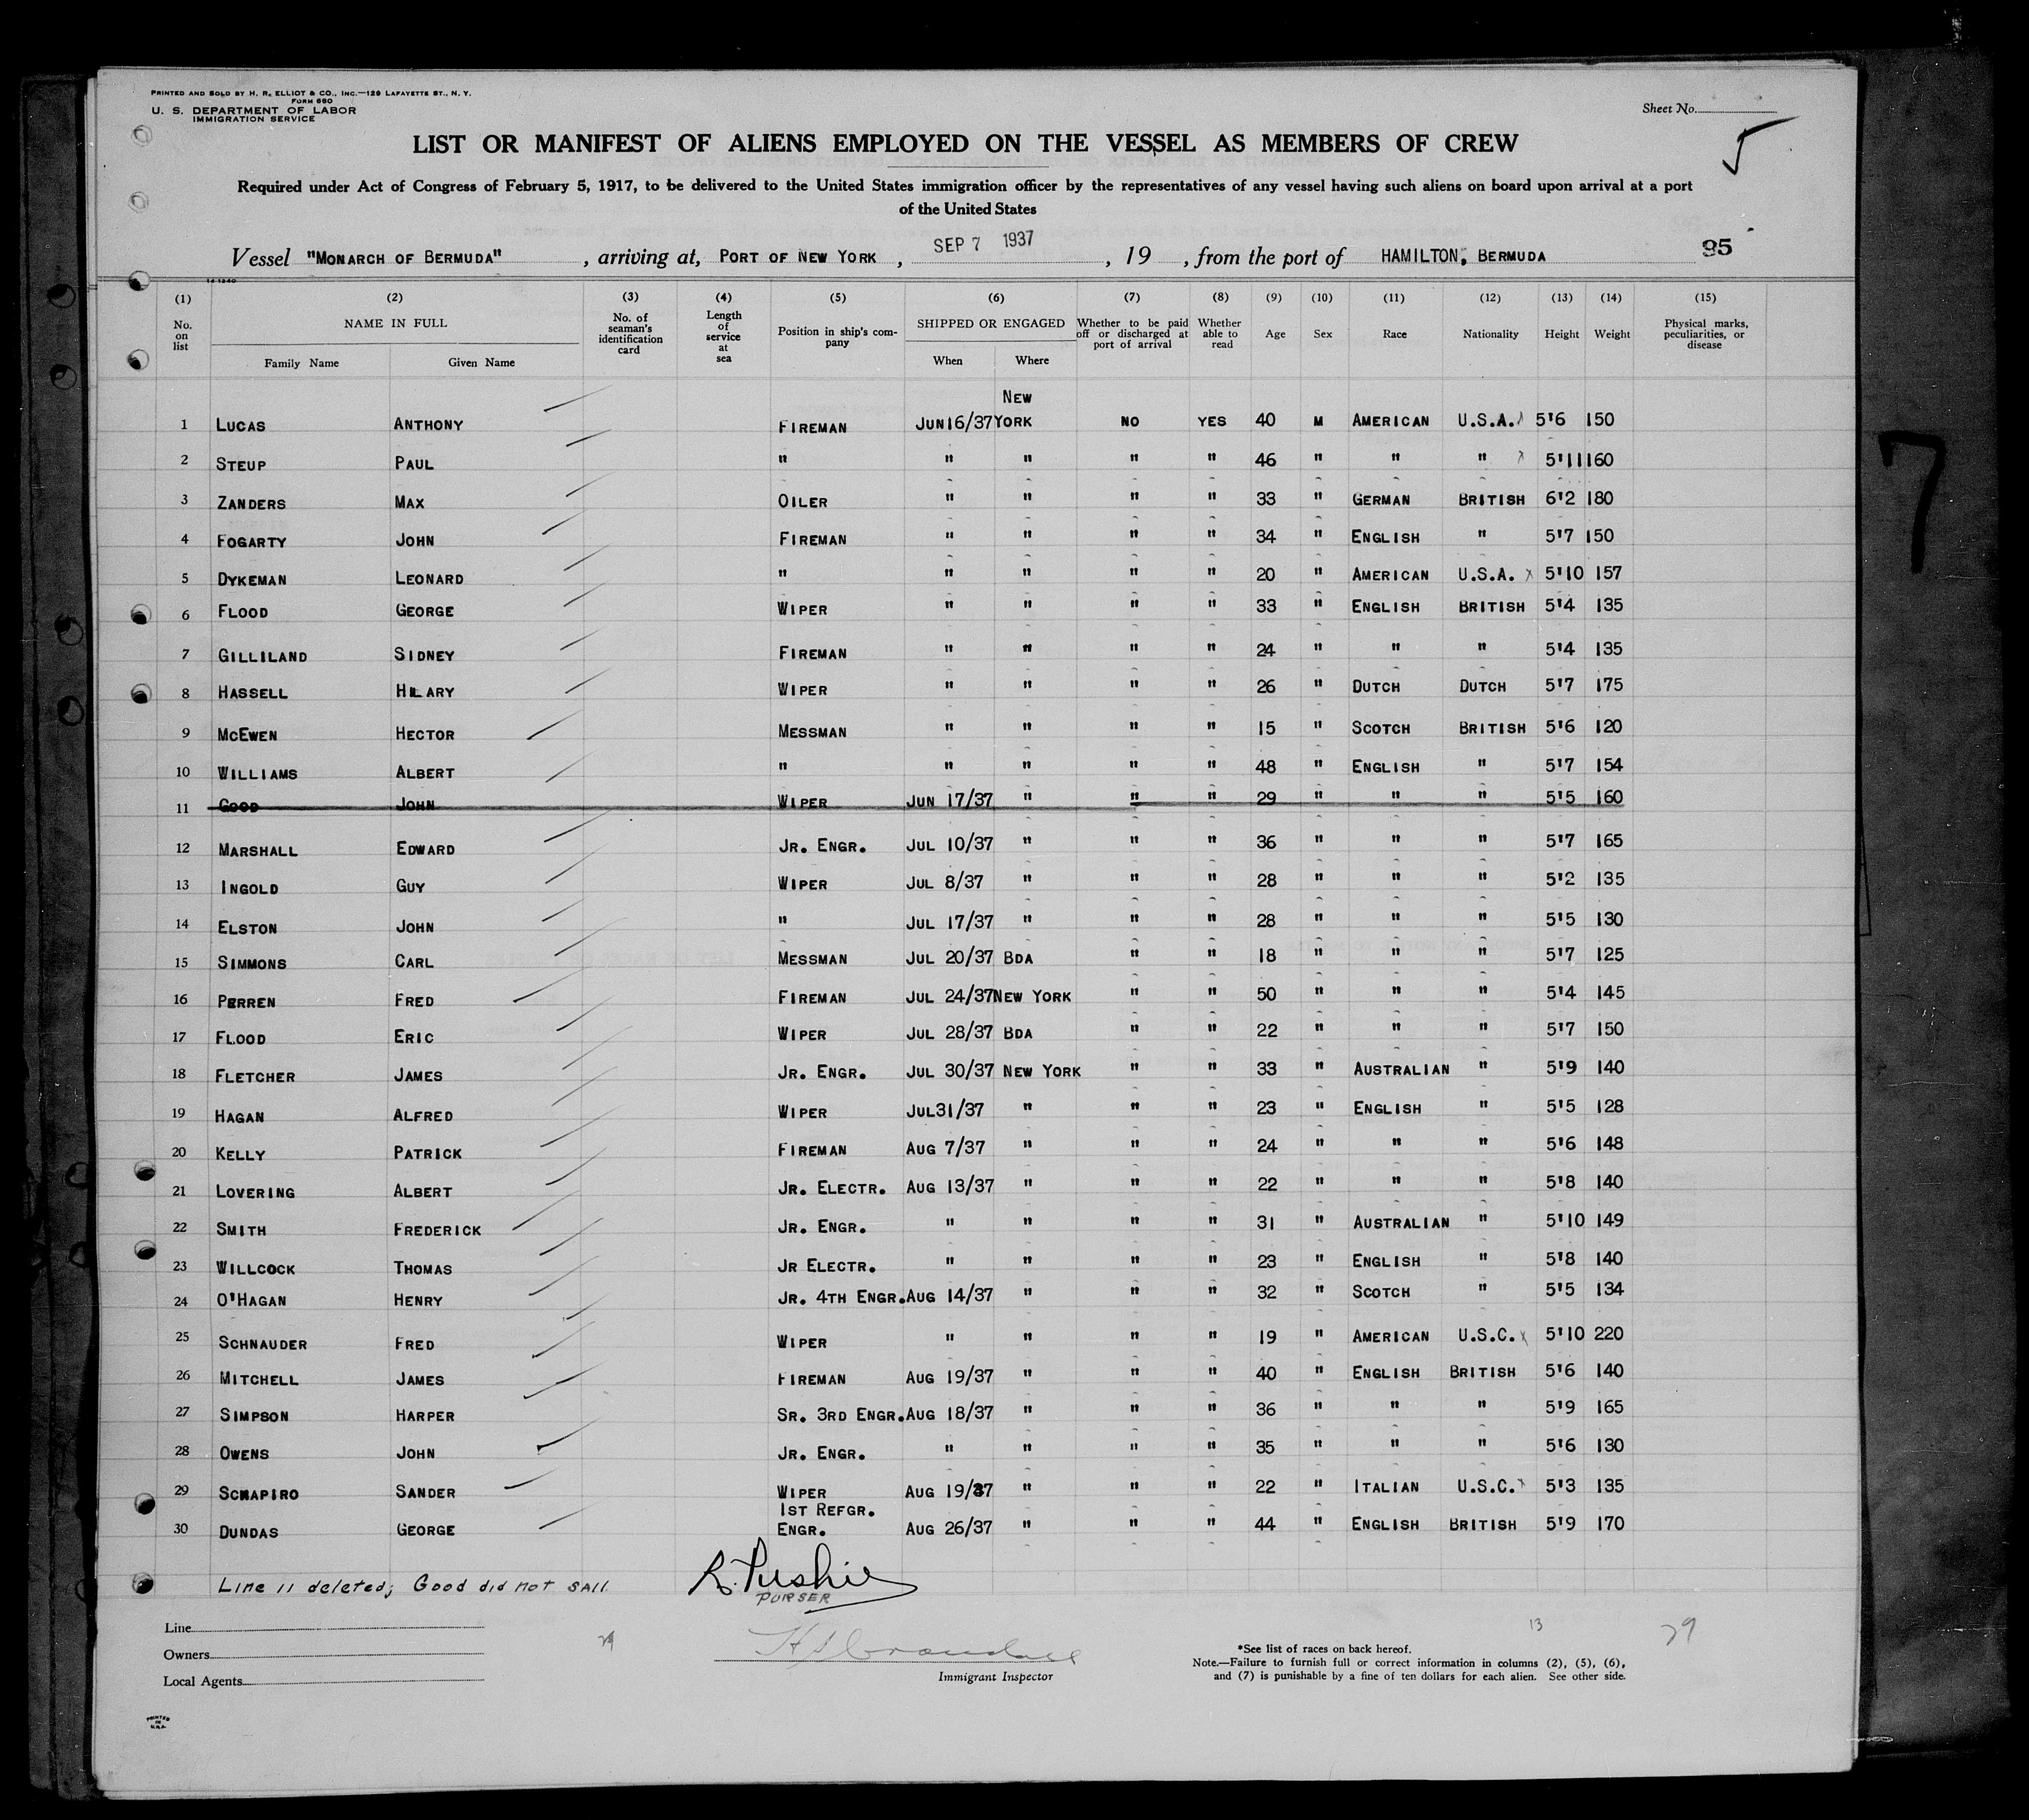 PRINTED AND SOLD BY H. R. ELLIOT & CO., INC.—129 LAFAYETTE ST., N. Y.
FORM 660
U. S. DEPARTMENT OF LABOR
IMMIGRATION SERVICE
Sheet No.
5
LIST OR MANIFEST OF ALIENS EMPLOYED ON THE VESSEL AS MEMBERS OF CREW
Required under Act of Congress of February 5, 1917, to be delivered to the United States immigration officer by the representatives of any vessel having such aliens on board upon arrival at a port
of the United States
Vessel "MONARCH OF BERMUDA" , arriving at, PORT OF NEW YORK , SEP 7 1937 , 19 , from the port of HAMILTON, BERMUDA 95
14 1240
(1) (2) (3) (4) (5) (6) (7) (8) (9) (10) (11) (12) (13) (14) (15)
No. on list NAME IN FULL Family Name Given Name No. of seaman's identification card Length of service at sea Position in ship's company SHIPPED OR ENGAGED When Where Whether to be paid off or discharged at port of arrival Whether able to read Age Sex Race Nationality Height Weight Physical marks, peculiarities, or disease
1 LUCAS ANTHONY FIREMAN JUN16/37 NEW YORK NO YES 40 M AMERICAN U.S.A. 5'6 150
2 STEUP PAUL " " " " " 46 " " " 5'11 160
3 ZANDERS MAX OILER " " " " 33 " GERMAN BRITISH 6'2 180
4 FOGARTY JOHN FIREMAN " " " " 34 " ENGLISH " 5'7 150
5 DYKEMAN LEONARD " " " " " 20 " AMERICAN U.S.A. 5'10 157
6 FLOOD GEORGE WIPER " " " " 33 " ENGLISH BRITISH 5'4 135
7 GILLILAND SIDNEY FIREMAN " " " " 24 " " " 5'4 135
8 HASSELL HILARY WIPER " " " " 26 " DUTCH DUTCH 5'7 175
9 MCEWEN HECTOR MESSMAN " " " " 15 " SCOTCH BRITISH 5'6 120
10 WILLIAMS ALBERT " " " " " 48 " ENGLISH " 5'7 154
11 GOOD JOHN WIPER JUN 17/37 " " " 29 " " " 5'5 160
12 MARSHALL EDWARD JR. ENGR. JUL 10/37 " " " 36 " " " 5'7 165
13 INGOLD GUY WIPER JUL 8/37 " " " 28 " " " 5'2 135
14 ELSTON JOHN " JUL 17/37 " " " 28 " " " 5'5 130
15 SIMMONS CARL MESSMAN JUL 20/37 BDA " " 18 " " " 5'7 125
16 PERREN FRED FIREMAN JUL 24/37 NEW YORK " " 50 " " " 5'4 145
17 FLOOD ERIC WIPER JUL 28/37 BDA " " 22 " " " 5'7 150
18 FLETCHER JAMES JR. ENGR. JUL 30/37 NEW YORK " " 33 " AUSTRALIAN " 5'9 140
19 HAGAN ALFRED WIPER JUL31/37 " " " 23 " ENGLISH " 5'5 128
20 KELLY PATRICK FIREMAN AUG 7/37 " " " 24 " " " 5'6 148
21 LOVERING ALBERT JR. ELECTR. AUG 13/37 " " " 22 " " " 5'8 140
22 SMITH FREDERICK JR. ENGR. " " " " 31 " AUSTRALIAN " 5'10 149
23 WILLCOCK THOMAS JR ELECTR. " " " " 23 " ENGLISH " 5'8 140
24 O'HAGAN HENRY JR. 4TH ENGR. AUG 14/37 " " " 32 " SCOTCH " 5'5 134
25 SCHNAUDER FRED WIPER " " " " 19 " AMERICAN U.S.C. 5'10 220
26 MITCHELL JAMES FIREMAN AUG 19/37 " " " 40 " ENGLISH BRITISH 5'6 140
27 SIMPSON HARPER SR. 3RD ENGR. AUG 18/37 " " " 36 " " " 5'9 165
28 OWENS JOHN JR. ENGR. " " " " 35 " " " 5'6 130
29 SCHAPIRO SANDER WIPER AUG 19/37 " " " 22 " ITALIAN U.S.C. 5'3 135
30 DUNDAS GEORGE 1ST REFGR. ENGR. AUG 26/37 " " " 44 " ENGLISH BRITISH 5'9 170
Line 11 deleted; Good did not sail. R. Pushie
PURSER
Line
Owners
Local Agents
Immigrant Inspector
13
29
*See list of races on back hereof.
Note.—Failure to furnish full or correct information in columns (2), (5), (6),
and (7) is punishable by a fine of ten dollars for each alien. See other side.
PRINTED
IN
U.S.A.
7